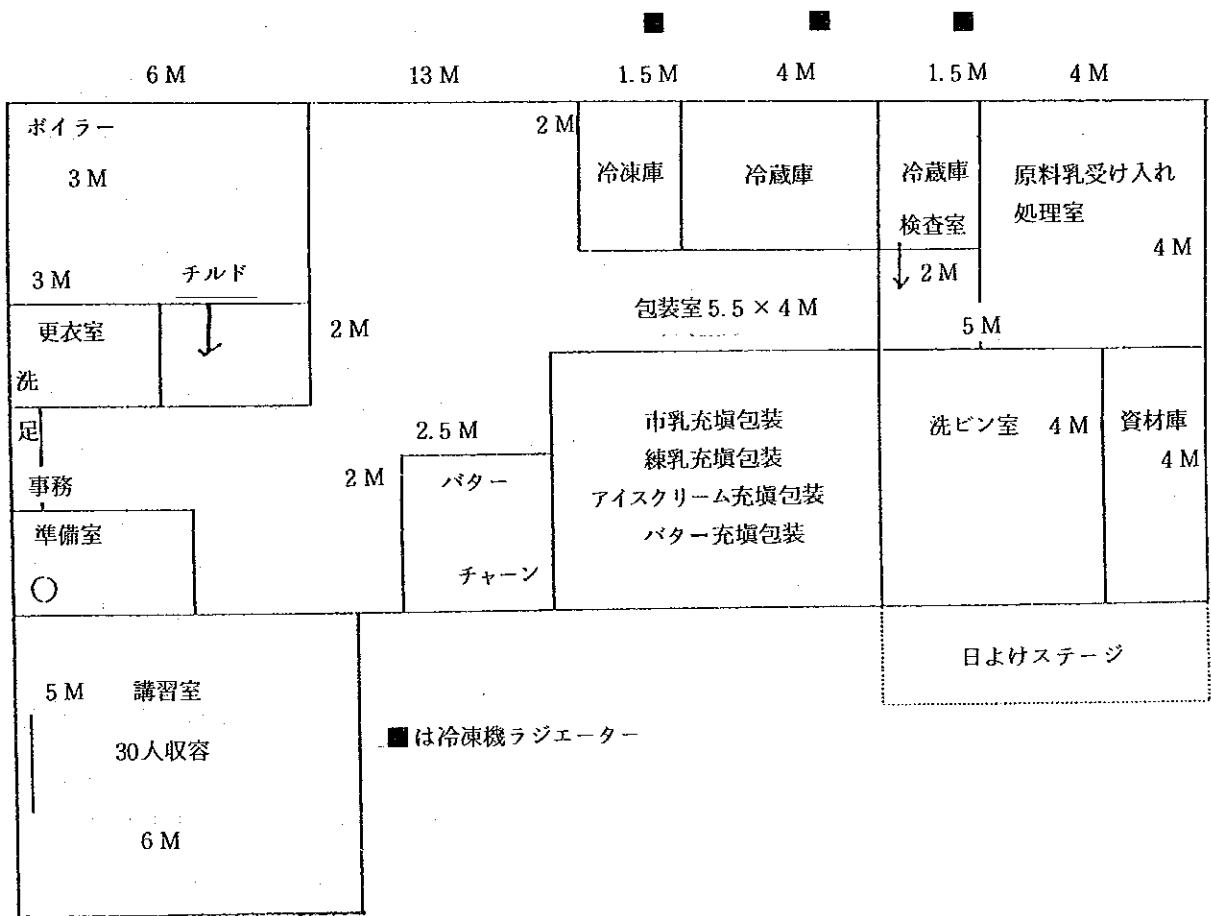 6 M 13 M 1.5 M 4 M 1.5 M 4 M
ボイラー
3 M
3 M
チルド
2 M
冷凍庫
冷蔵庫
冷蔵庫
検査室
2 M
原料乳受け入れ
処理室
4 M
更衣室
洗
足
事務
準備室
2 M
包装室 5.5 × 4 M
5 M
2.5 M
2 M
バター
チャーン
市乳充塡包装
練乳充塡包装
アイスクリーム充塡包装
バター充塡包装
洗ビン室 4 M
資材庫
4 M
日よけステージ
5 M 講習室
30人収容
6 M
■は冷凍機ラジエーター